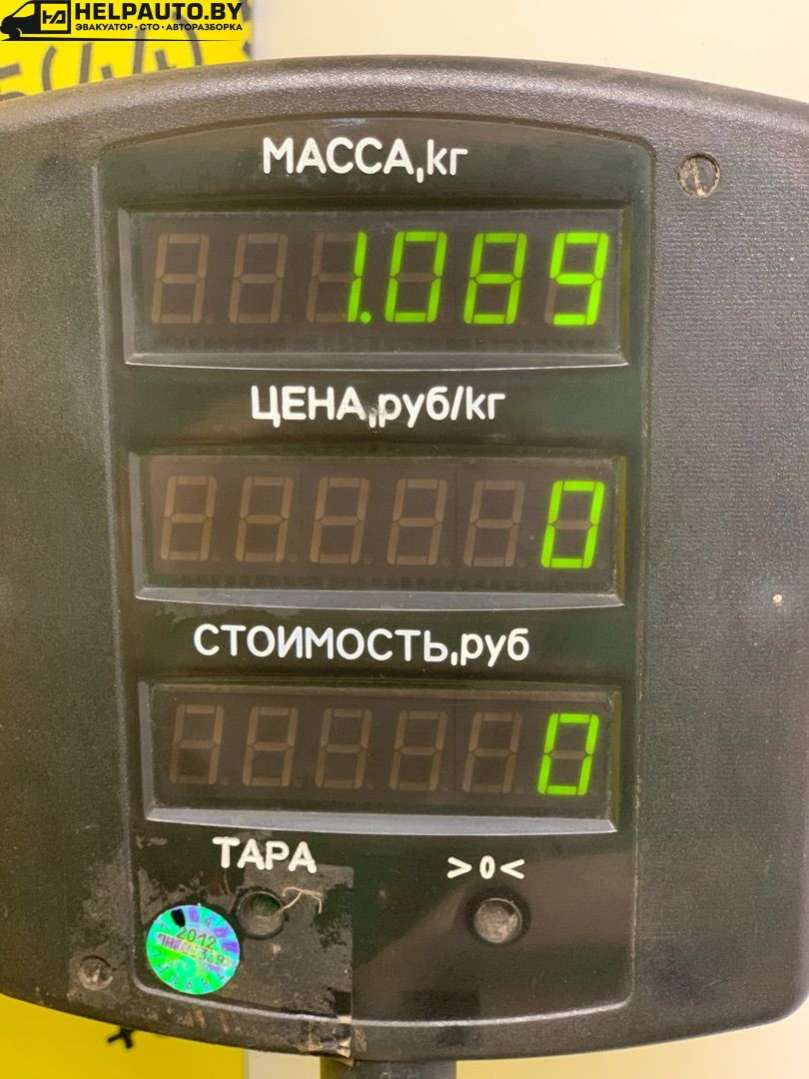 HELPAUTO.BY
ЭВАКУАТОР · СТО · АВТОРАЗБОРКА
МАССА,кг
1.089
ЦЕНА,руб/кг
0
СТОИМОСТЬ,руб
0
ТАРА >0<
2012